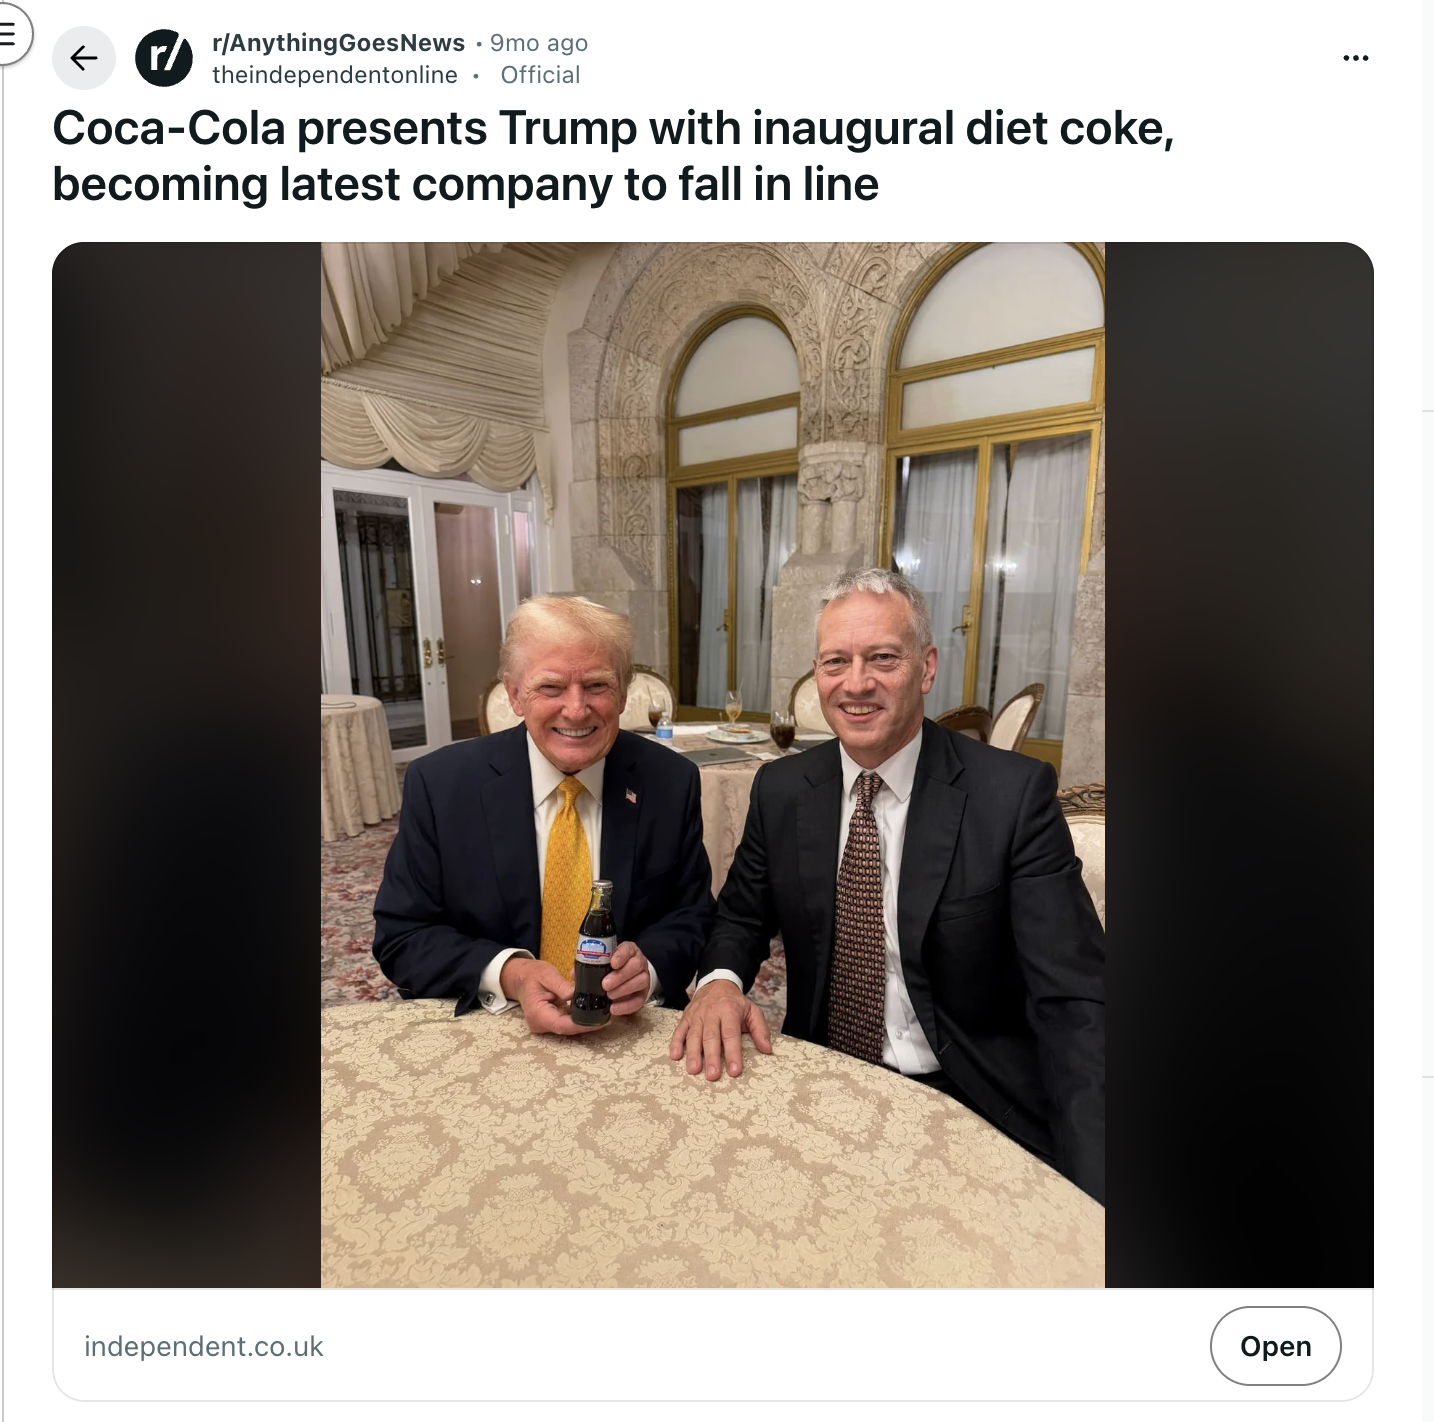 r/
r/AnythingGoesNews • 9mo ago
theindependentonline • Official
Coca-Cola presents Trump with inaugural diet coke,
becoming latest company to fall in line
independent.co.uk
Open